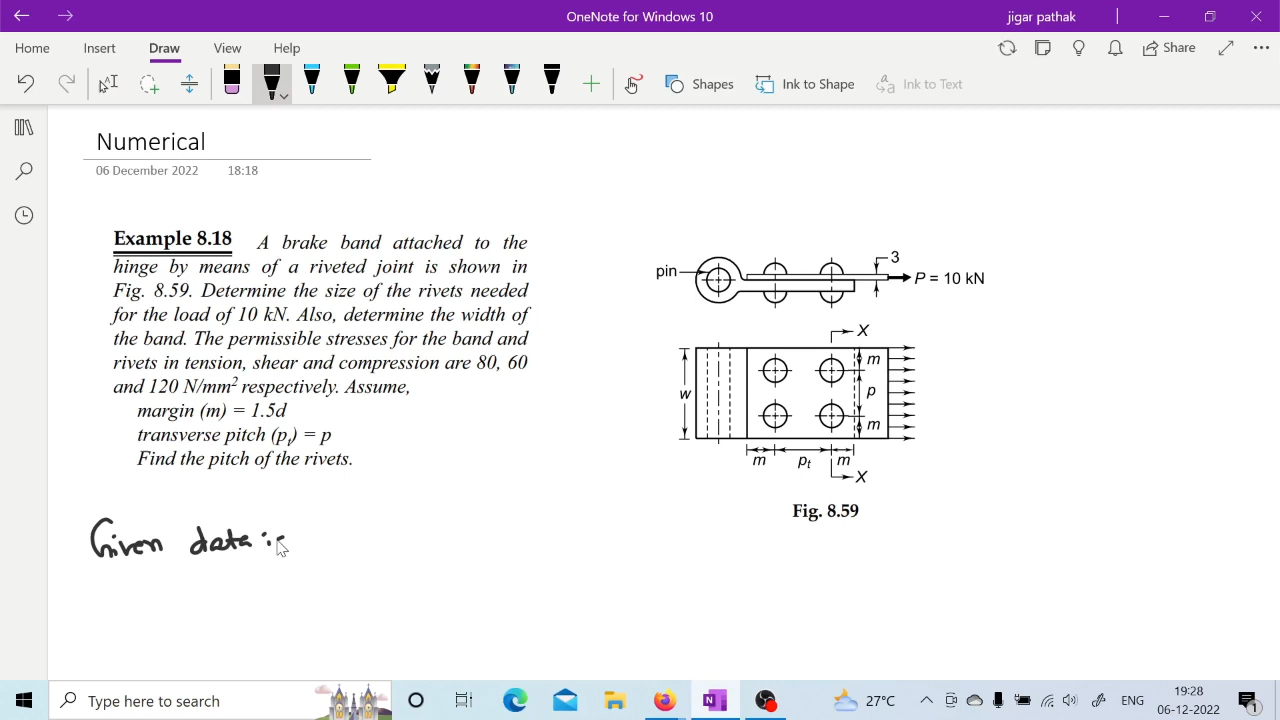 OneNote for Windows 10
jigar pathak
Home Insert Draw View Help
Share
Shapes Ink to Shape Ink to Text
Numerical
06 December 2022 18:18
Example 8.18 A brake band attached to the
hinge by means of a riveted joint is shown in
Fig. 8.59. Determine the size of the rivets needed
for the load of 10 kN. Also, determine the width of
the band. The permissible stresses for the band and
rivets in tension, shear and compression are 80, 60
and 120 N/mm² respectively. Assume,
margin (m) = 1.5d
transverse pitch (pₜ) = p
Find the pitch of the rivets.
pin
3
P = 10 kN
X
m
w
p
m
m pₜ m
X
Fig. 8.59
Given data :-
Type here to search
27°C
ENG
19:28
06-12-2022
1